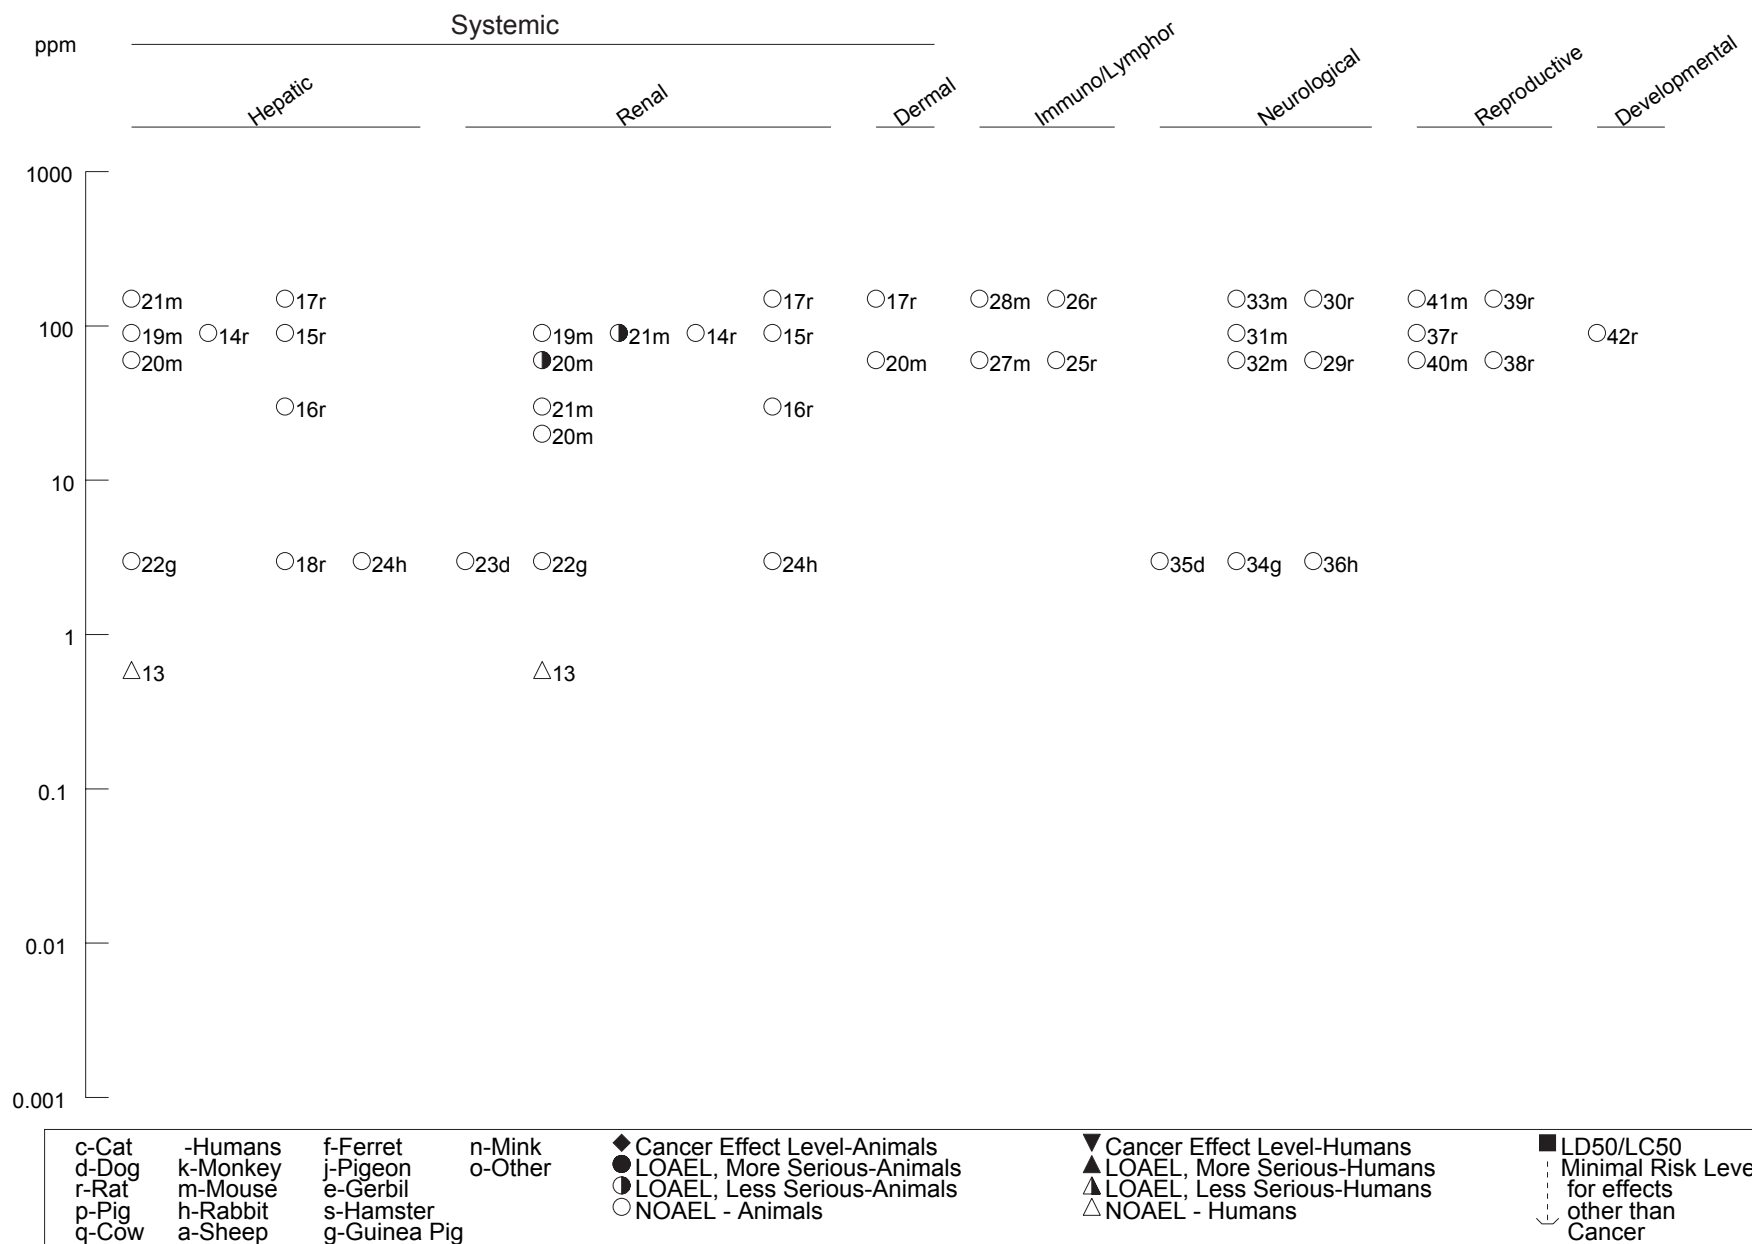 Systemic
ppm
Hepatic Renal Dermal Immuno/Lymphor Neurological Reproductive Developmental
1000
21m 17r 17r 17r 28m 26r 33m 30r 41m 39r
100
19m 14r 15r 19m 21m 14r 15r 31m 37r 42r
20m 20m 20m 27m 25r 32m 29r 40m 38r
16r 21m 16r
20m
10
22g 18r 24h 23d 22g 24h 35d 34g 36h
1
13 13
0.1
0.01
0.001
c-Cat -Humans f-Ferret n-Mink Cancer Effect Level-Animals Cancer Effect Level-Humans LD50/LC50
d-Dog k-Monkey j-Pigeon o-Other LOAEL, More Serious-Animals LOAEL, More Serious-Humans Minimal Risk Leve
r-Rat m-Mouse e-Gerbil LOAEL, Less Serious-Animals LOAEL, Less Serious-Humans for effects
p-Pig h-Rabbit s-Hamster NOAEL - Animals NOAEL - Humans other than
q-Cow a-Sheep g-Guinea Pig Cancer